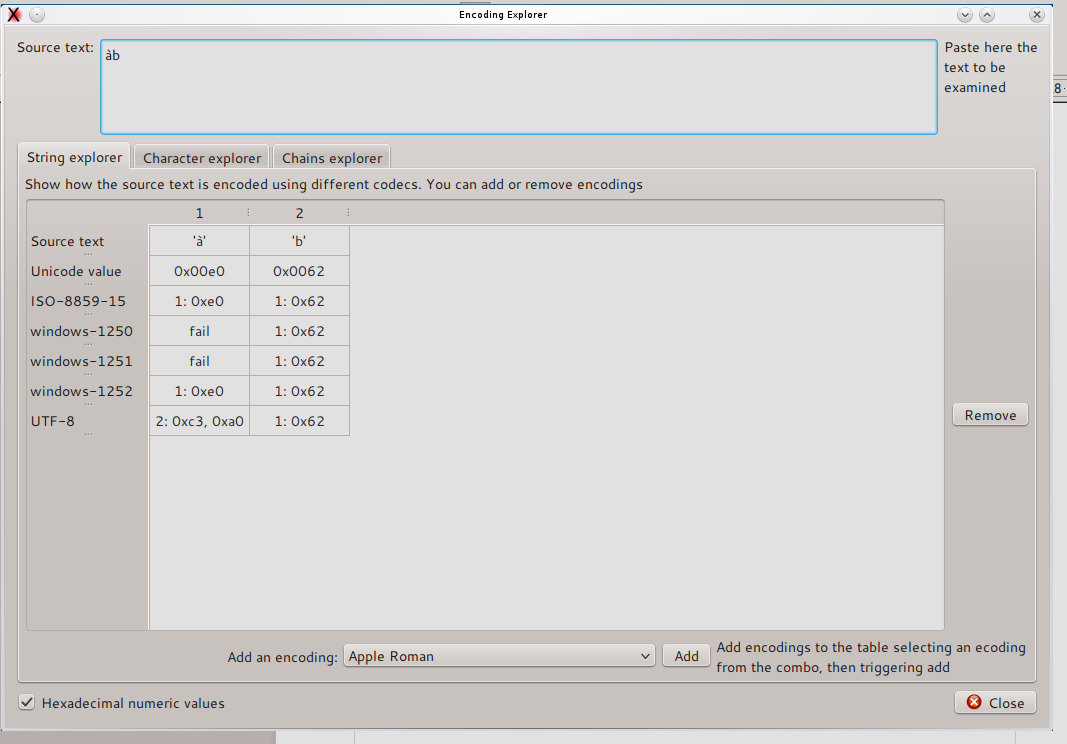 Encoding Explorer
Source text:
àb
Paste here the
text to be
examined
8
String explorer
Character explorer
Chains explorer
Show how the source text is encoded using different codecs. You can add or remove encodings
1 2
Source text 'à' 'b'
Unicode value 0x00e0 0x0062
ISO-8859-15 1: 0xe0 1: 0x62
windows-1250 fail 1: 0x62
windows-1251 fail 1: 0x62
windows-1252 1: 0xe0 1: 0x62
UTF-8 2: 0xc3, 0xa0 1: 0x62
Remove
Add an encoding: Apple Roman Add
Add encodings to the table selecting an ecoding
from the combo, then triggering add
Hexadecimal numeric values
Close